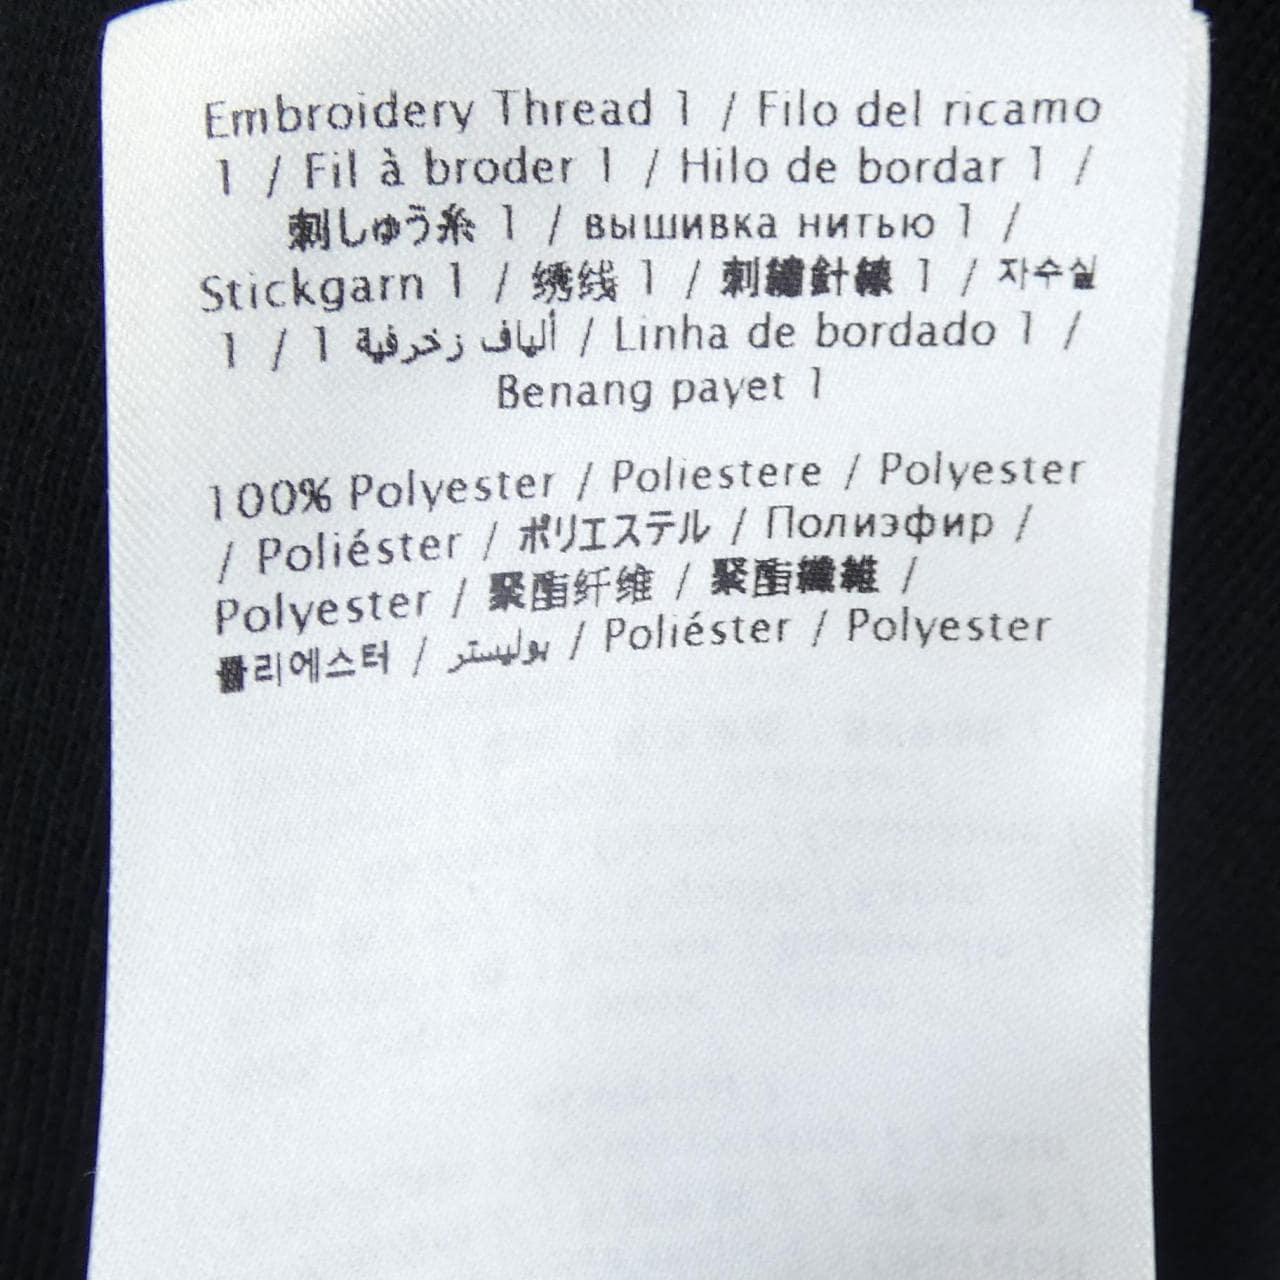 Embroidery Thread 1 / Filo del ricamo
1 / Fil à broder 1 / Hilo de bordar 1 /
刺しゅう糸 1 / вышивка нитью 1 /
Stickgarn 1 / 绣线 1 / 刺繡針線 1 / 자수실
1 / 1 ألياف زخرفية / Linha de bordado 1 /
Benang payet 1
100% Polyester / Poliestere / Polyester
/ Poliéster / ポリエステル / Полиэфир /
Polyester / 聚酯纤维 / 聚酯纖維 /
폴리에스터 / بوليستر / Poliéster / Polyester